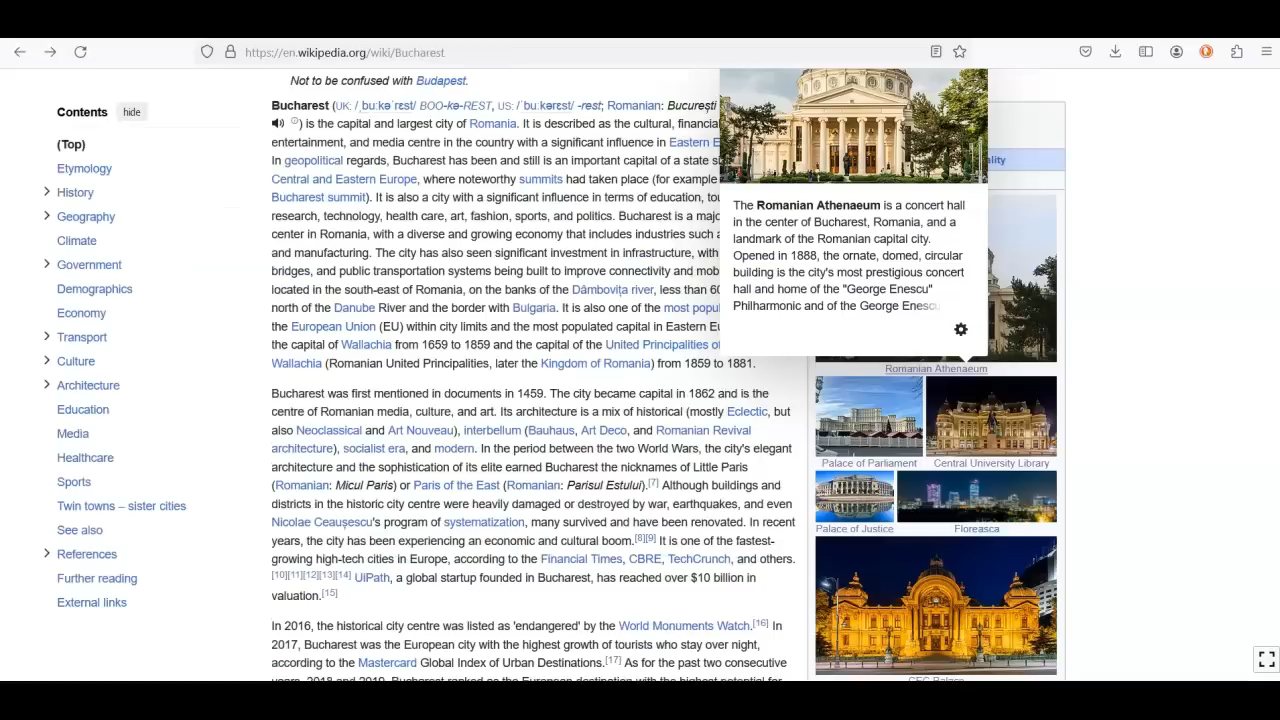 https://en.wikipedia.org/wiki/Bucharest
Not to be confused with Budapest.
Contents hide
(Top)
Etymology
History
Geography
Climate
Government
Demographics
Economy
Transport
Culture
Architecture
Education
Media
Healthcare
Sports
Twin towns – sister cities
See also
References
Further reading
External links
Bucharest (UK: /ˌbuːkəˈrɛst/ BOO-kə-REST, US: /ˈbuːkərɛst/ -rest; Romanian: București
) is the capital and largest city of Romania. It is described as the cultural, financial
entertainment, and media centre in the country with a significant influence in Eastern E
In geopolitical regards, Bucharest has been and still is an important capital of a state s
Central and Eastern Europe, where noteworthy summits had taken place (for example
Bucharest summit). It is also a city with a significant influence in terms of education, to
research, technology, health care, art, fashion, sports, and politics. Bucharest is a maj
center in Romania, with a diverse and growing economy that includes industries such a
and manufacturing. The city has also seen significant investment in infrastructure, with
bridges, and public transportation systems being built to improve connectivity and mob
located in the south-east of Romania, on the banks of the Dâmbovița river, less than 60
north of the Danube River and the border with Bulgaria. It is also one of the most popul
the European Union (EU) within city limits and the most populated capital in Eastern Eu
the capital of Wallachia from 1659 to 1859 and the capital of the United Principalities of
Wallachia (Romanian United Principalities, later the Kingdom of Romania) from 1859 to 1881.
Bucharest was first mentioned in documents in 1459. The city became capital in 1862 and is the
centre of Romanian media, culture, and art. Its architecture is a mix of historical (mostly Eclectic, but
also Neoclassical and Art Nouveau), interbellum (Bauhaus, Art Deco, and Romanian Revival
architecture), socialist era, and modern. In the period between the two World Wars, the city's elegant
architecture and the sophistication of its elite earned Bucharest the nicknames of Little Paris
(Romanian: Micul Paris) or Paris of the East (Romanian: Parisul Estului).[7] Although buildings and
districts in the historic city centre were heavily damaged or destroyed by war, earthquakes, and even
Nicolae Ceaușescu's program of systematization, many survived and have been renovated. In recent
years, the city has been experiencing an economic and cultural boom.[8][9] It is one of the fastest-
growing high-tech cities in Europe, according to the Financial Times, CBRE, TechCrunch, and others.
[10][11][12][13][14] UiPath, a global startup founded in Bucharest, has reached over $10 billion in
valuation.[15]
In 2016, the historical city centre was listed as 'endangered' by the World Monuments Watch.[16] In
2017, Bucharest was the European city with the highest growth of tourists who stay over night,
according to the Mastercard Global Index of Urban Destinations.[17] As for the past two consecutive
The Romanian Athenaeum is a concert hall
in the center of Bucharest, Romania, and a
landmark of the Romanian capital city.
Opened in 1888, the ornate, domed, circular
building is the city's most prestigious concert
hall and home of the "George Enescu"
Philharmonic and of the George Enescu
ality
Romanian Athenaeum
Palace of Parliament Central University Library
Palace of Justice Floreasca